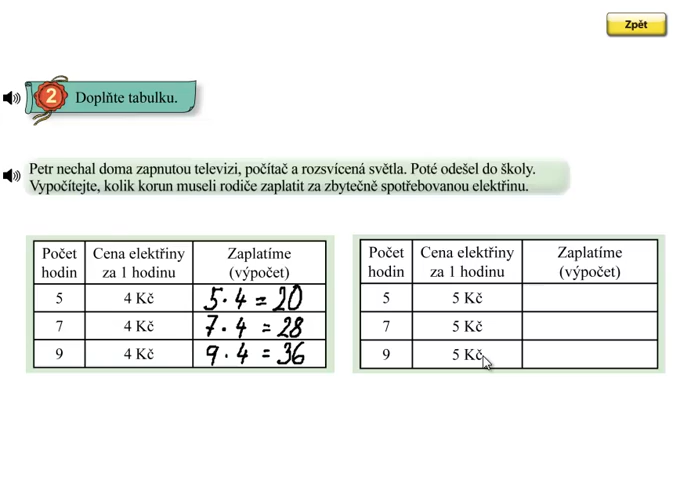 Zpět
2 Doplňte tabulku.
Petr nechal doma zapnutou televizi, počítač a rozsvícená světla. Poté odešel do školy.
Vypočítejte, kolik korun museli rodiče zaplatit za zbytečně spotřebovanou elektřinu.
Počet hodin Cena elektřiny za 1 hodinu Zaplatíme (výpočet)
5 4 Kč 5 · 4 = 20
7 4 Kč 7 · 4 = 28
9 4 Kč 9 · 4 = 36
Počet hodin Cena elektřiny za 1 hodinu Zaplatíme (výpočet)
5 5 Kč
7 5 Kč
9 5 Kč